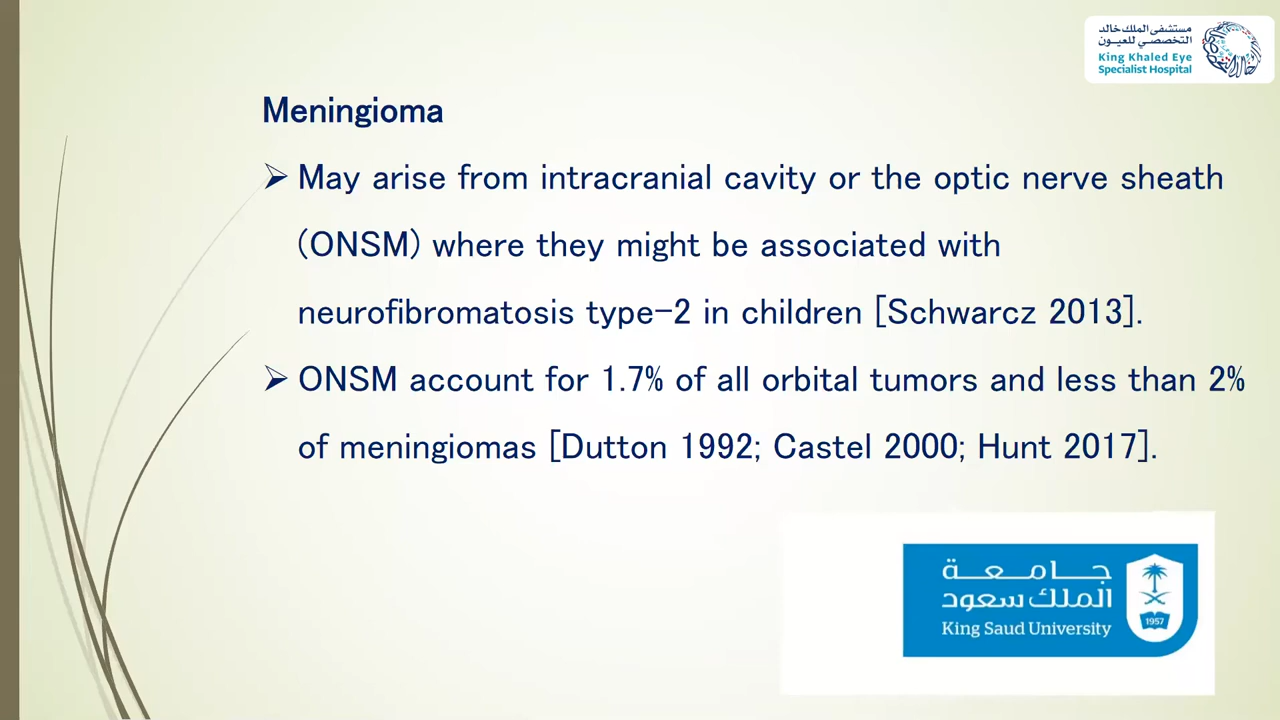 مستشفى الملك خالد
التخصصي للعيون
King Khaled Eye
Specialist Hospital
Meningioma
➢ May arise from intracranial cavity or the optic nerve sheath
(ONSM) where they might be associated with
neurofibromatosis type-2 in children [Schwarcz 2013].
➢ ONSM account for 1.7% of all orbital tumors and less than 2%
of meningiomas [Dutton 1992; Castel 2000; Hunt 2017].
جامعة
الملك سعود
King Saud University
1957